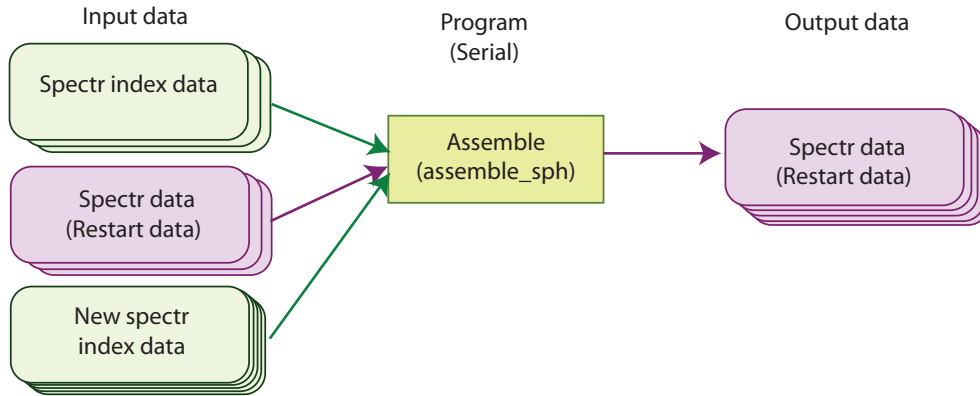 Input data
Program
(Serial)
Output data
Spectr index data
Spectr data
(Restart data)
New spectr
index data
Assemble
(assemble_sph)
Spectr data
(Restart data)